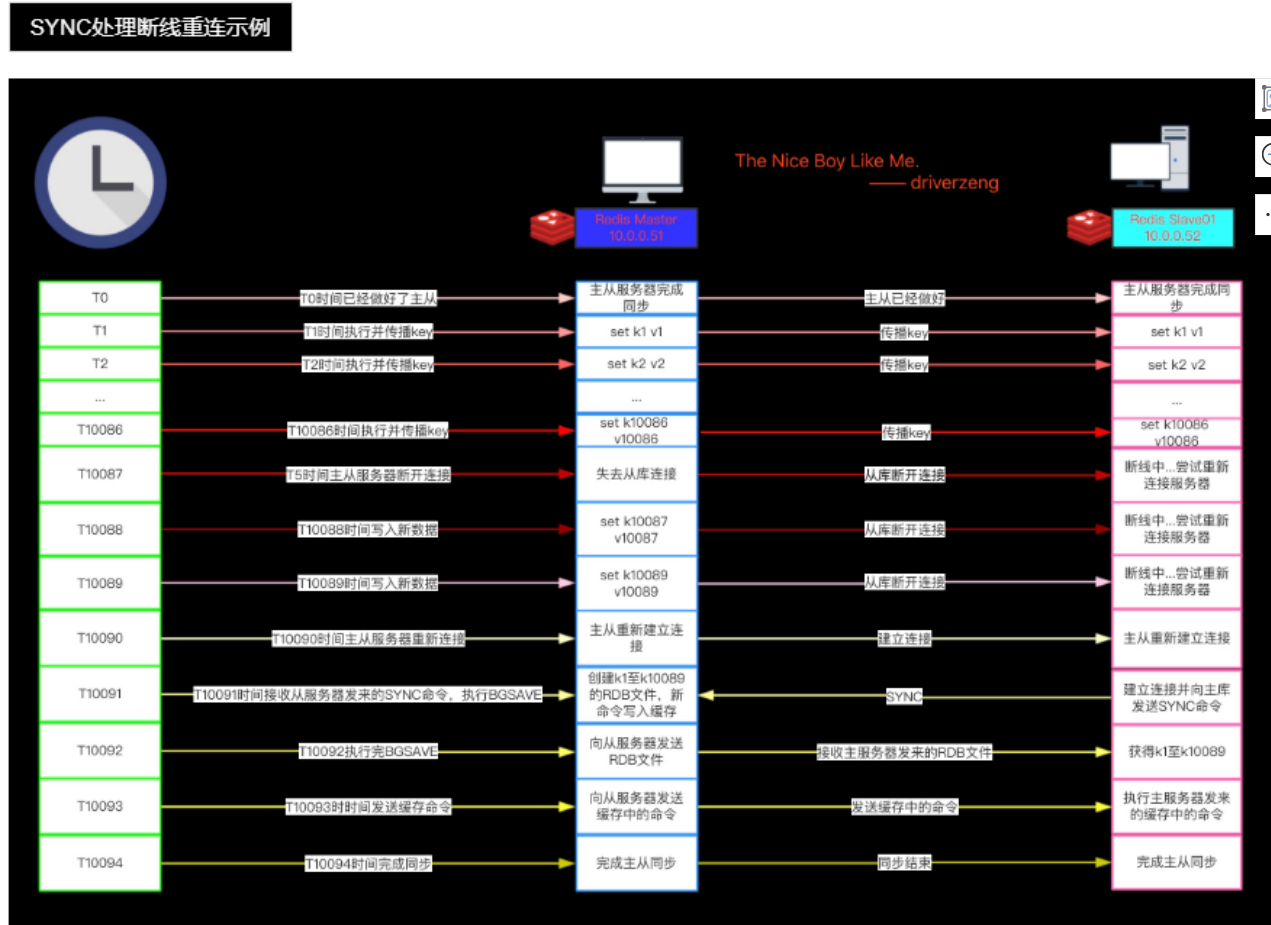 SYNC处理断线重连示例
The Nice Boy Like Me.
—— driverzeng
Redis Master
10.0.0.51
Redis Slave01
10.0.0.52
T0
T0时间已经做好了主从
主从服务器完成
同步
主从已经做好
主从服务器完成同
步
T1
T1时间执行并传播key
set k1 v1
传播key
set k1 v1
T2
T2时间执行并传播key
set k2 v2
传播key
set k2 v2
...
...
...
T10086
T10086时间执行并传播key
set k10086
v10086
传播key
set k10086
v10086
T10087
T5时间主从服务器断开连接
失去从库连接
从库断开连接
断线中...尝试重新
连接服务器
T10088
T10088时间写入新数据
set k10087
v10087
从库断开连接
断线中...尝试重新
连接服务器
T10089
T10089时间写入新数据
set k10089
v10089
从库断开连接
断线中...尝试重新
连接服务器
T10090
T10090时间主从服务器重新连接
主从重新建立连
接
建立连接
主从重新建立连接
T10091
T10091时间接收从服务器发来的SYNC命令，执行BGSAVE
创建k1至k10089
的RDB文件，新
命令写入缓存
SYNC
建立连接并向主库
发送SYNC命令
T10092
T10092执行完BGSAVE
向从服务器发送
RDB文件
接收主服务器发来的RDB文件
获得k1至k10089
T10093
T10093时时间发送缓存命令
向从服务器发送
缓存中的命令
发送缓存中的命令
执行主服务器发来
的缓存中的命令
T10094
T10094时间完成同步
完成主从同步
同步结束
完成主从同步